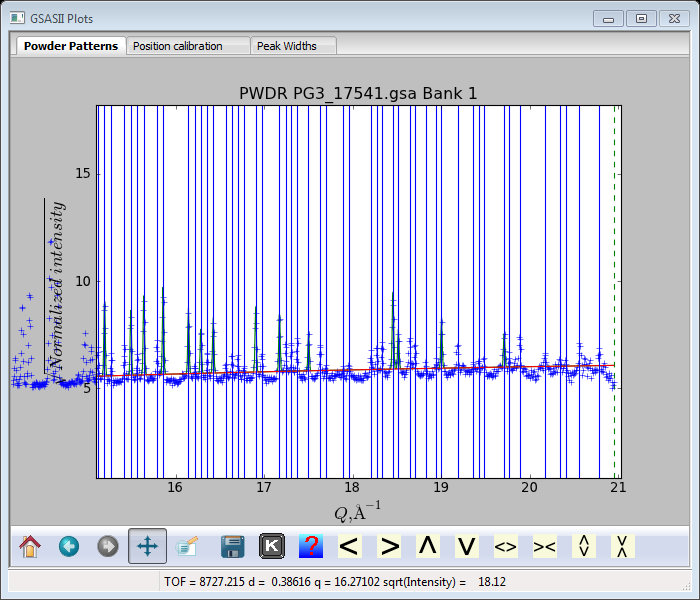 GSASII Plots
Powder Patterns Position calibration Peak Widths
PWDR PG3_17541.gsa Bank 1
Normalized intensity
15
10
5
16 17 18 19 20 21
Q,Å⁻¹
K ? < > Λ V <> ><
TOF = 8727.215 d = 0.38616 q = 16.27102 sqrt(Intensity) = 18.12